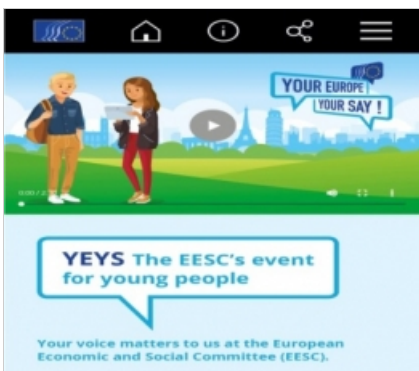 YOUR EUROPE
YOUR SAY !
YEYS The EESC's event
for young people
Your voice matters to us at the European
Economic and Social Committee (EESC).